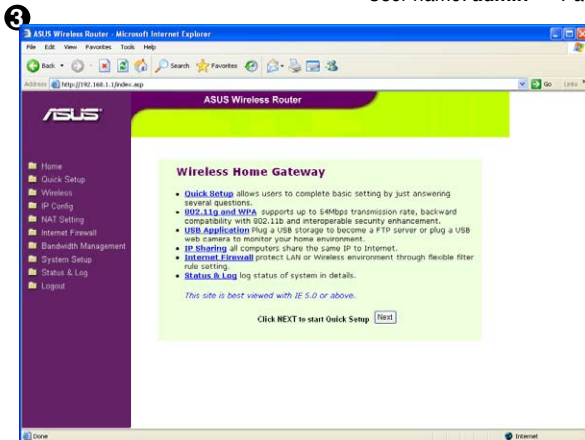 User name: admin
3
ASUS Wireless Router - Microsoft Internet Explorer
File Edit View Favorites Tools Help
Back Search Favorites
Address http://192.168.1.1/index.asp Go Links
ASUS Wireless Router
ASUS
Home
Quick Setup
Wireless
IP Config
NAT Setting
Internet Firewall
Bandwidth Management
System Setup
Status & Log
Logout
Wireless Home Gateway
• Quick Setup allows users to complete basic setting by just answering
several questions.
• 802.11g and WPA supports up to 54Mbps transmission rate, backward
compatibility with 802.11b and interoperable security enhancement.
• USB Application Plug a USB storage to become a FTP server or plug a USB
web camera to monitor your home environment.
• IP Sharing all computers share the same IP to Internet.
• Internet Firewall protect LAN or Wireless environment through flexible filter
rule setting.
• Status & Log log status of system in details.
This site is best viewed with IE 5.0 or above.
Click NEXT to start Quick Setup Next
Done Internet